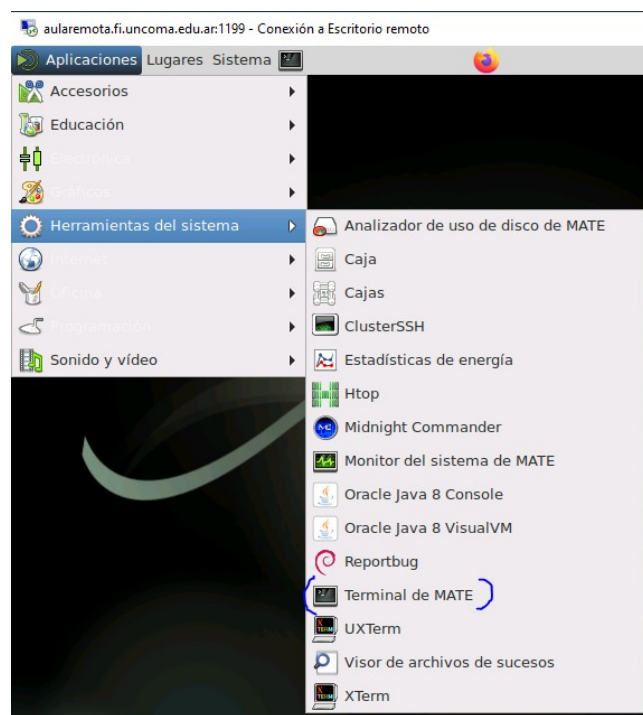 aularemota.fi.uncoma.edu.ar:1199 - Conexión a Escritorio remoto
Aplicaciones Lugares Sistema
Accesorios
Educación
Electrónica
Gráficos
Herramientas del sistema
Internet
Oficina
Programación
Sonido y vídeo
Analizador de uso de disco de MATE
Caja
Cajas
ClusterSSH
Estadísticas de energía
Htop
Midnight Commander
Monitor del sistema de MATE
Oracle Java 8 Console
Oracle Java 8 VisualVM
Reportbug
Terminal de MATE
UXTerm
Visor de archivos de sucesos
XTerm